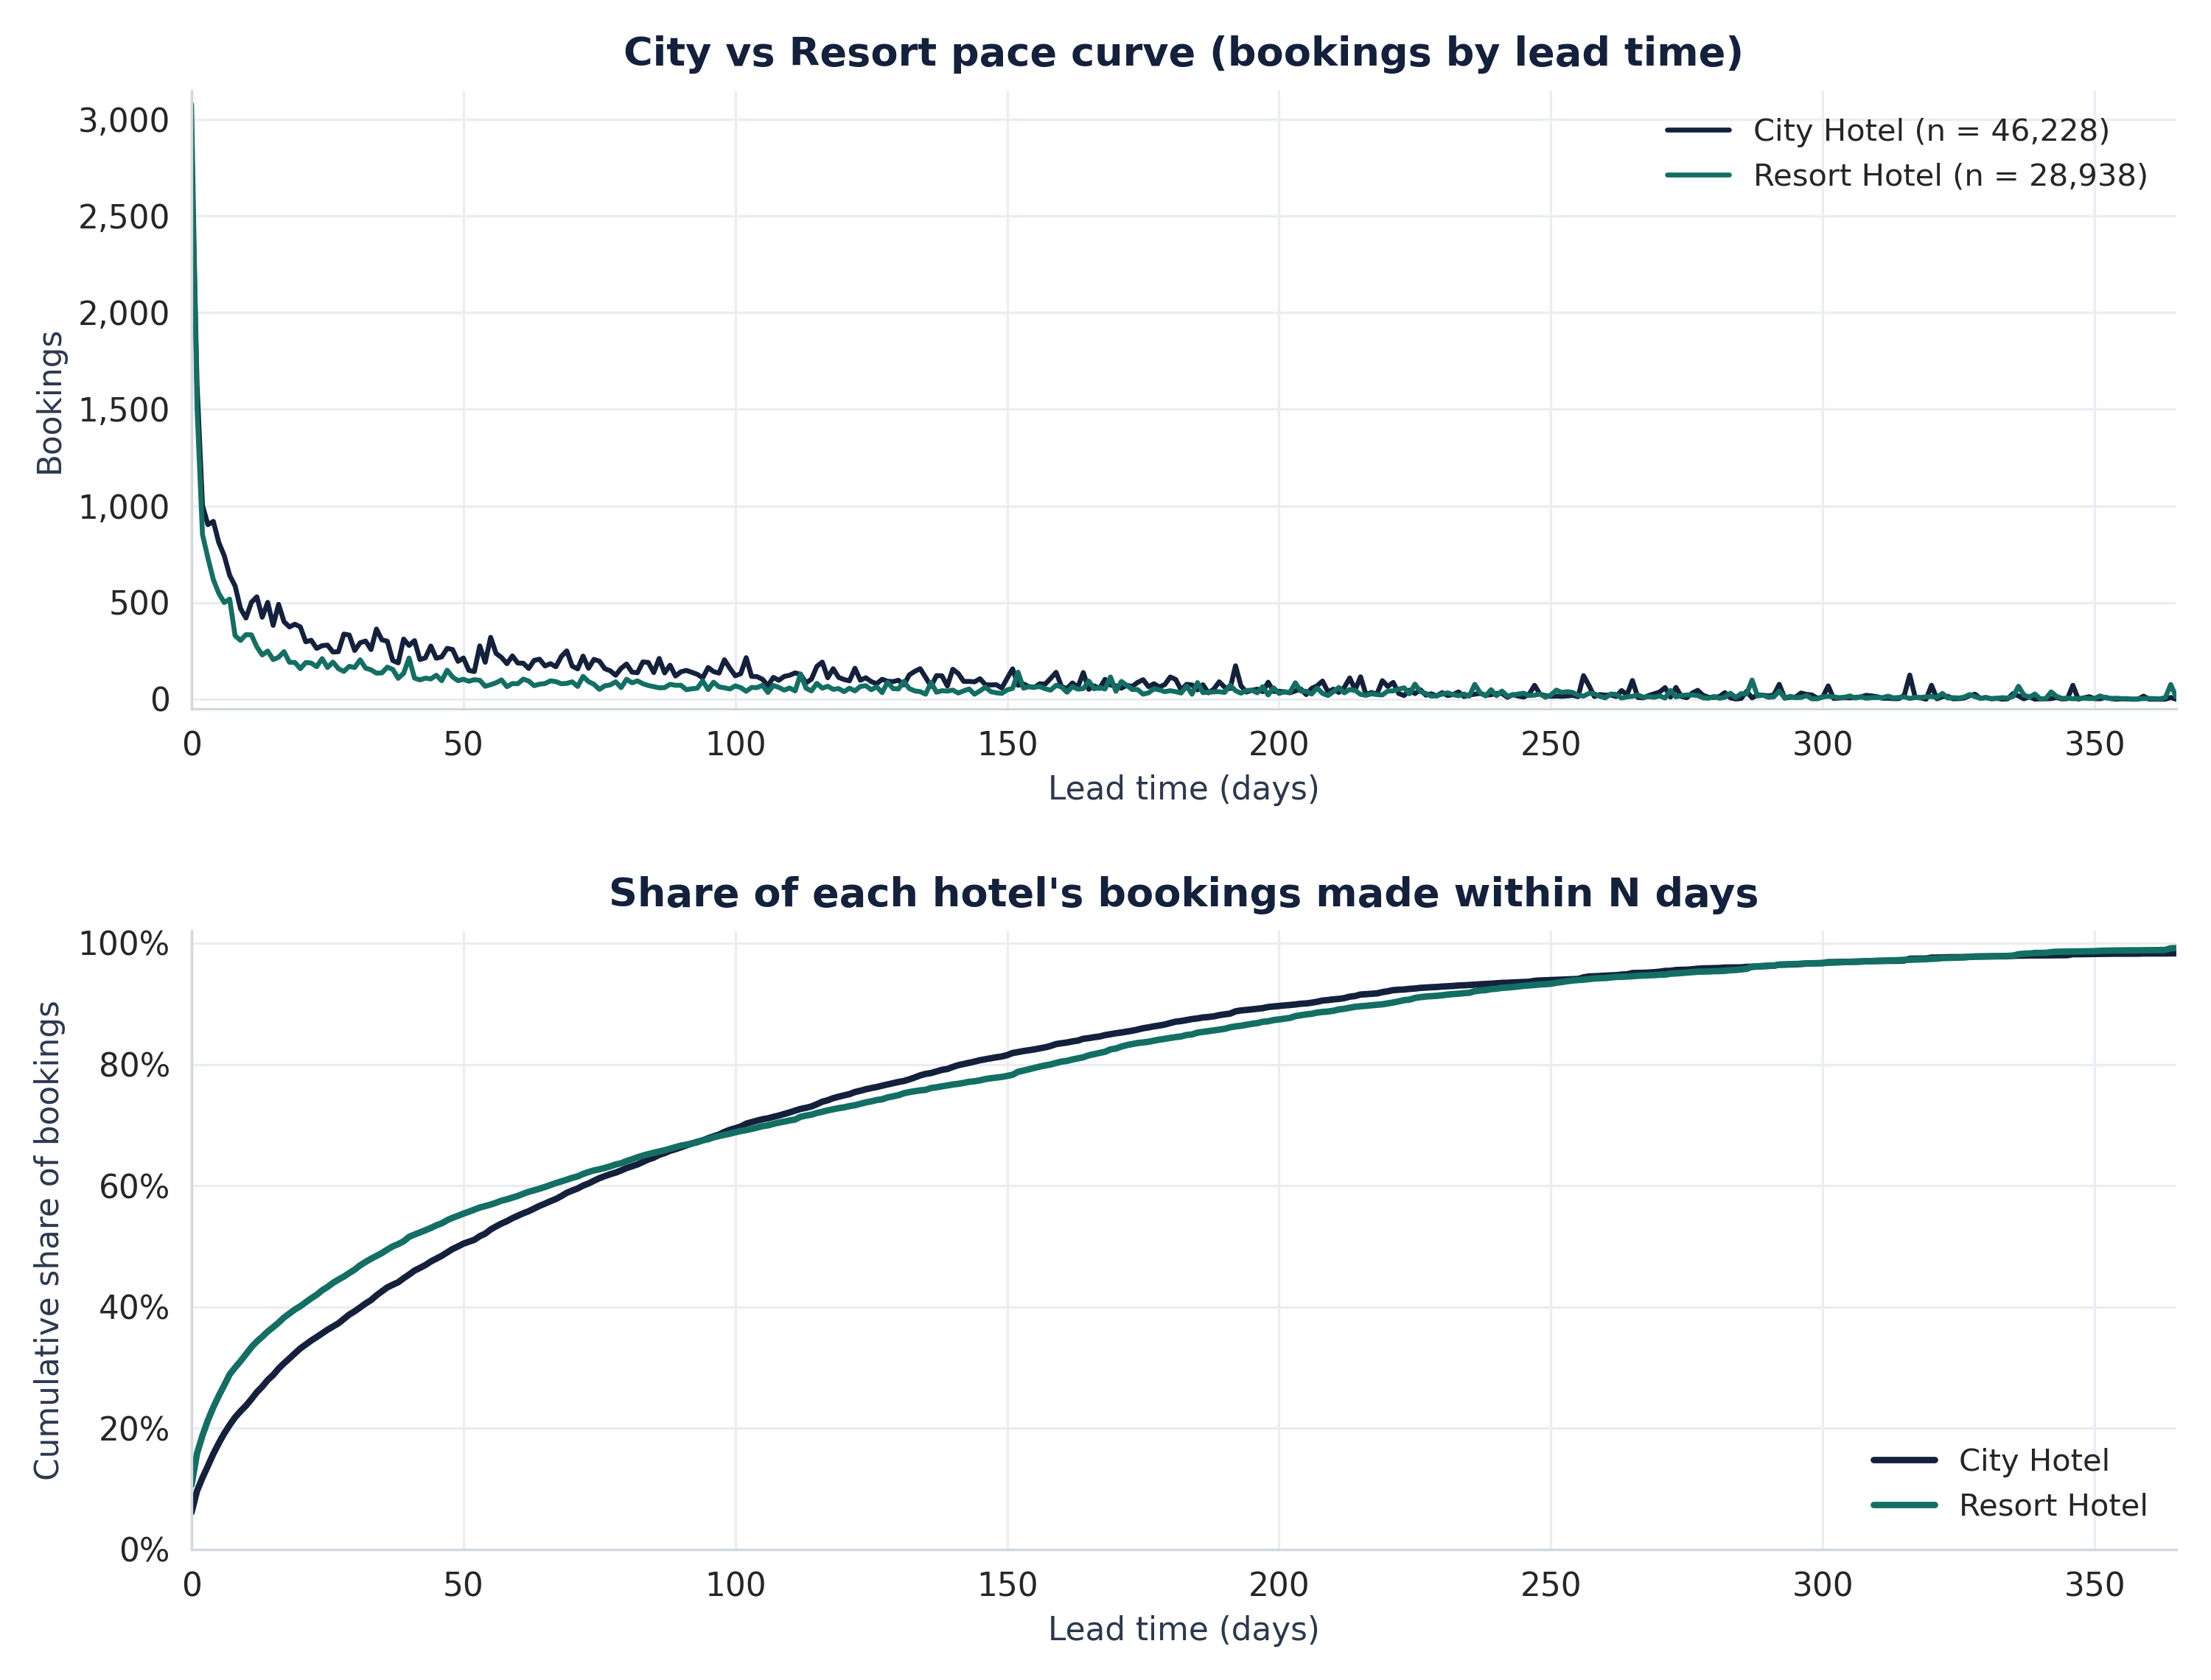 City vs Resort pace curve (bookings by lead time)
3,000
2,500
2,000
1,500
1,000
500
0
Bookings
City Hotel (n = 46,228)
Resort Hotel (n = 28,938)
0 50 100 150 200 250 300 350
Lead time (days)
Share of each hotel's bookings made within N days
100%
80%
60%
40%
20%
0%
Cumulative share of bookings
City Hotel
Resort Hotel
0 50 100 150 200 250 300 350
Lead time (days)